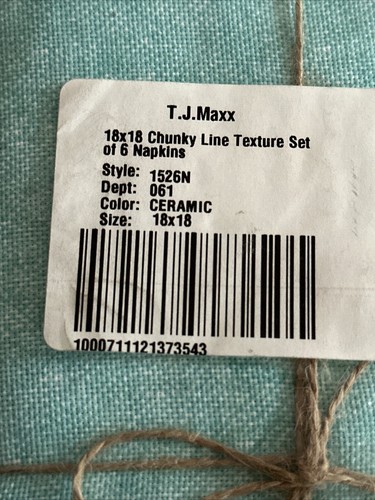 T.J.Maxx
18x18 Chunky Line Texture Set
of 6 Napkins
Style: 1526N
Dept: 061
Color: CERAMIC
Size: 18x18
1000711121373543